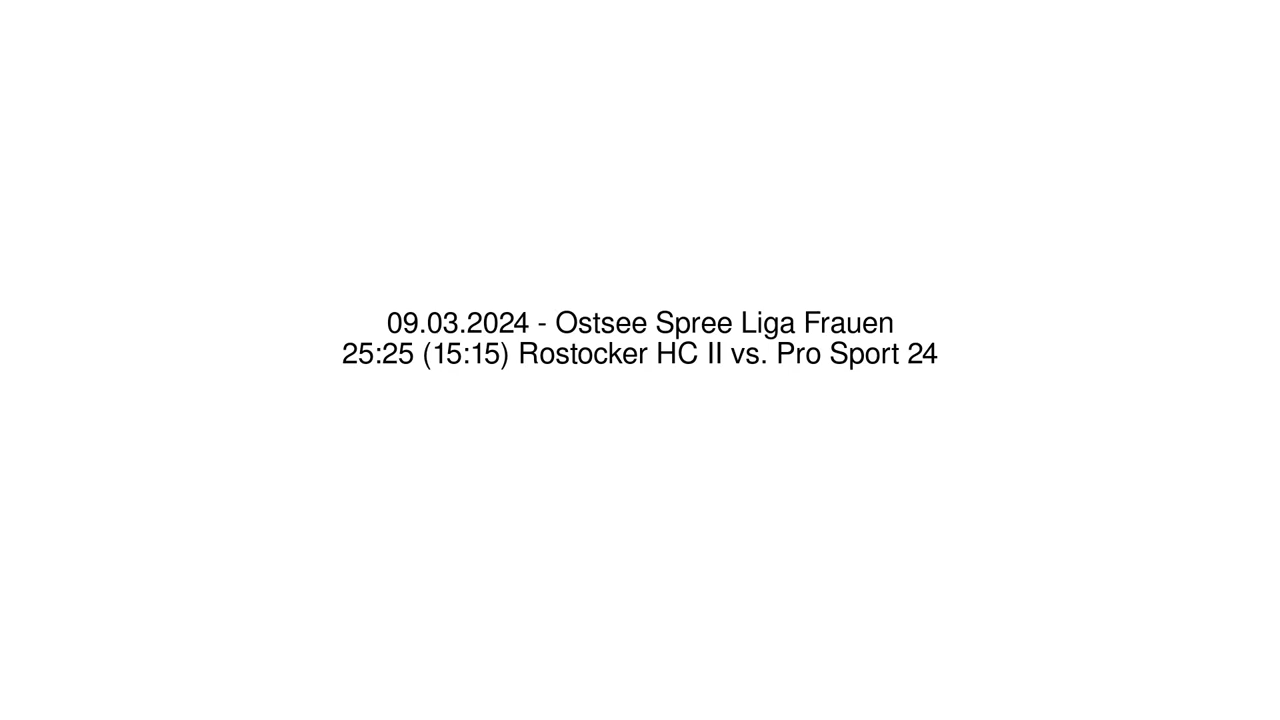 09.03.2024 - Ostsee Spree Liga Frauen
25:25 (15:15) Rostocker HC II vs. Pro Sport 24